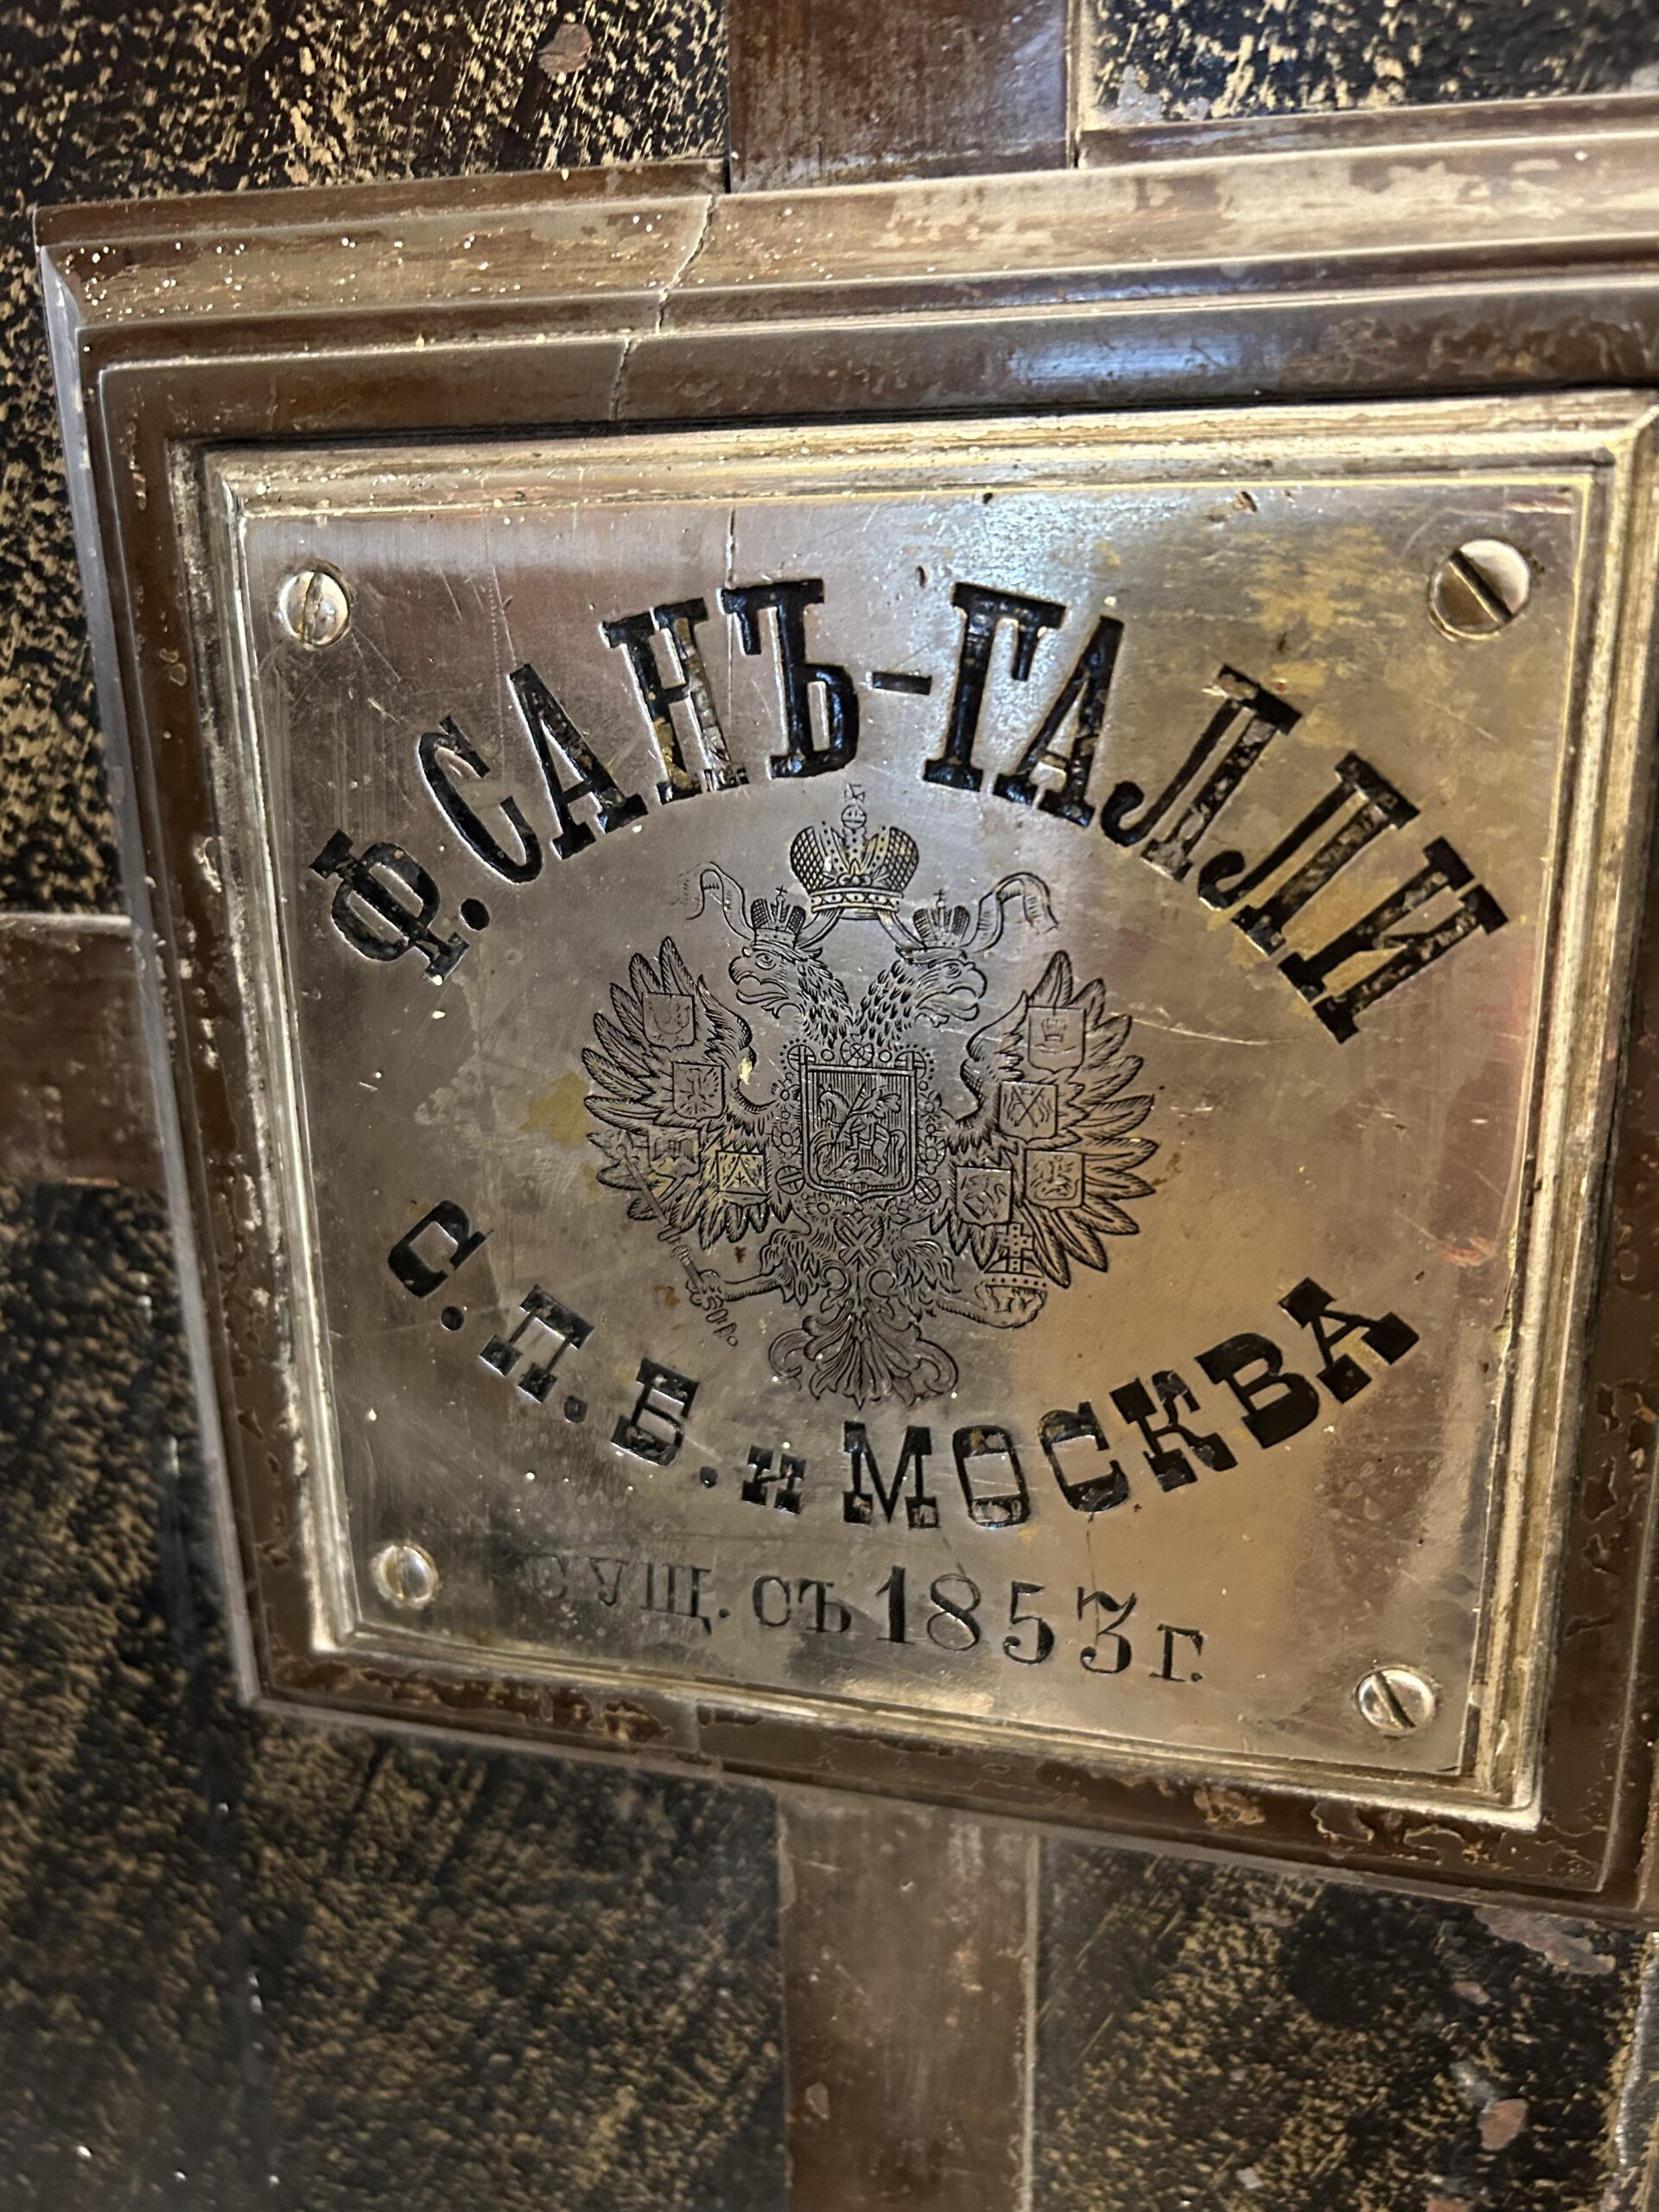 Ф. САНЪ-ГАЛЛИ
С.П.Б. и МОСКВА
СУЩ. СЪ 1853 г.